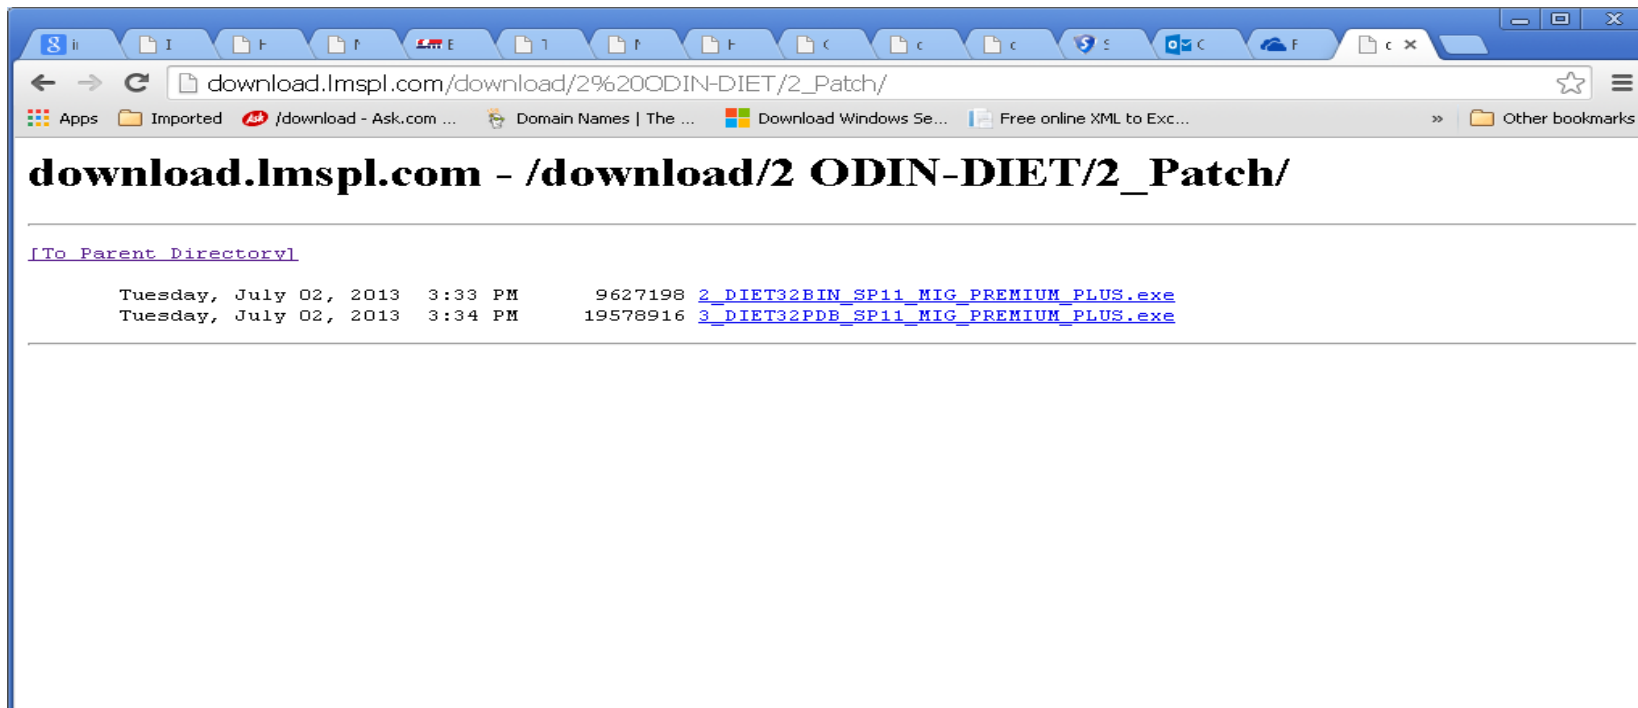 download.lmspl.com/download/2%20ODIN-DIET/2_Patch/
Apps Imported Ask /download - Ask.com ... Domain Names | The ... Download Windows Se... Free online XML to Exc... » Other bookmarks
download.lmspl.com - /download/2 ODIN-DIET/2_Patch/
[To Parent Directory]
Tuesday, July 02, 2013 3:33 PM 9627198 2_DIET32BIN_SP11_MIG_PREMIUM_PLUS.exe
Tuesday, July 02, 2013 3:34 PM 19578916 3_DIET32PDB_SP11_MIG_PREMIUM_PLUS.exe